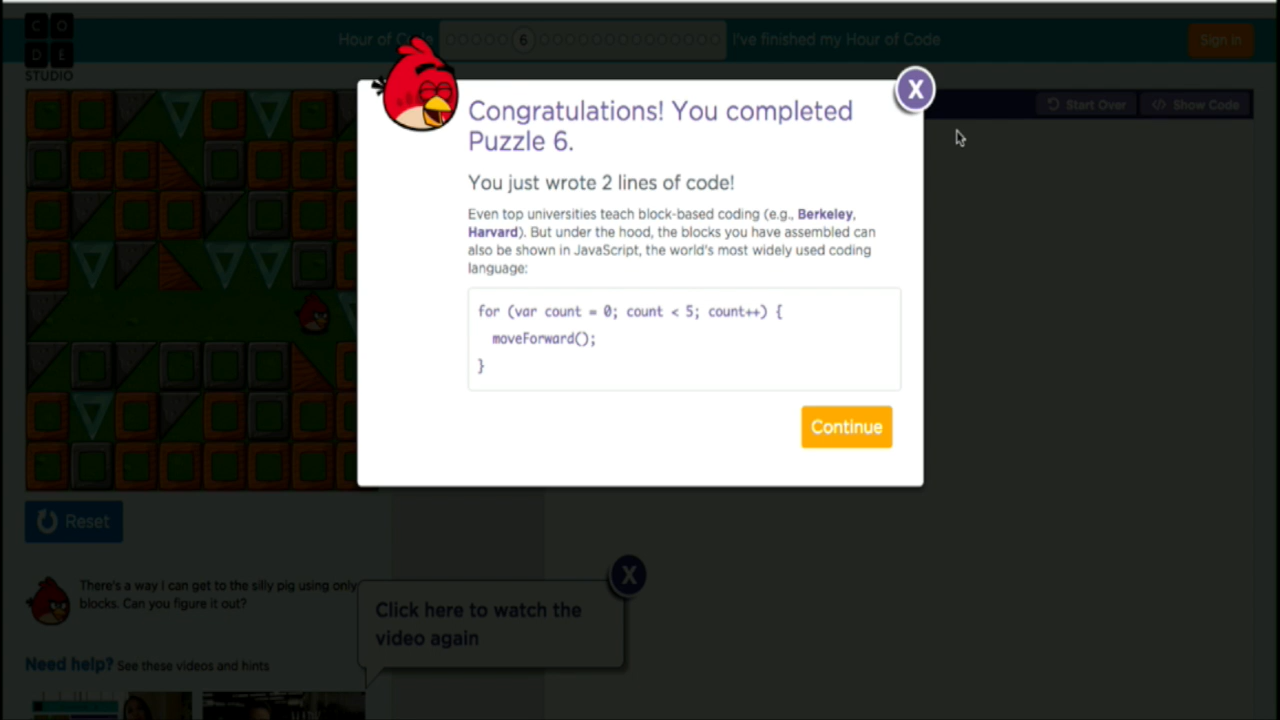 C O
D E
STUDIO
Hour of Code
6
I've finished my Hour of Code
Sign in
Start Over
</> Show Code
X
Congratulations! You completed
Puzzle 6.
You just wrote 2 lines of code!
Even top universities teach block-based coding (e.g., Berkeley,
Harvard). But under the hood, the blocks you have assembled can
also be shown in JavaScript, the world's most widely used coding
language:
for (var count = 0; count < 5; count++) {
moveForward();
}
Continue
Reset
There's a way I can get to the silly pig using only
blocks. Can you figure it out?
X
Click here to watch the
video again
Need help? See these videos and hints